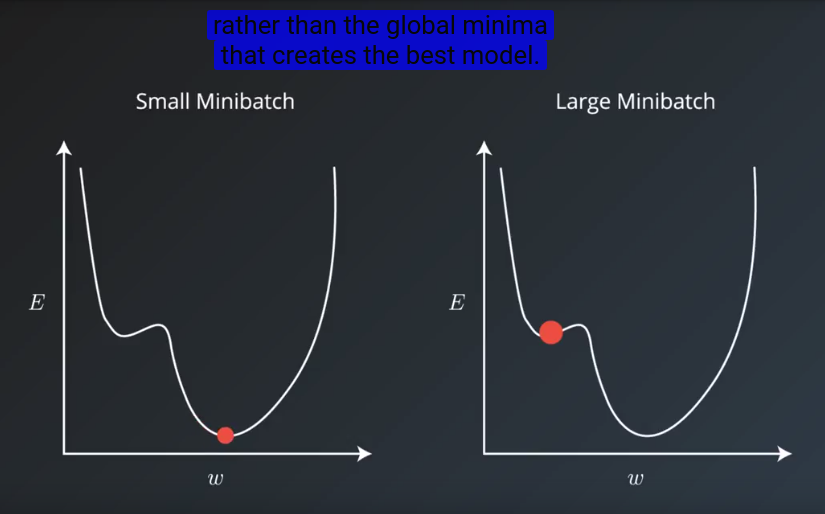 rather than the global minima
that creates the best model.
Small Minibatch
Large Minibatch
E
E
w
w